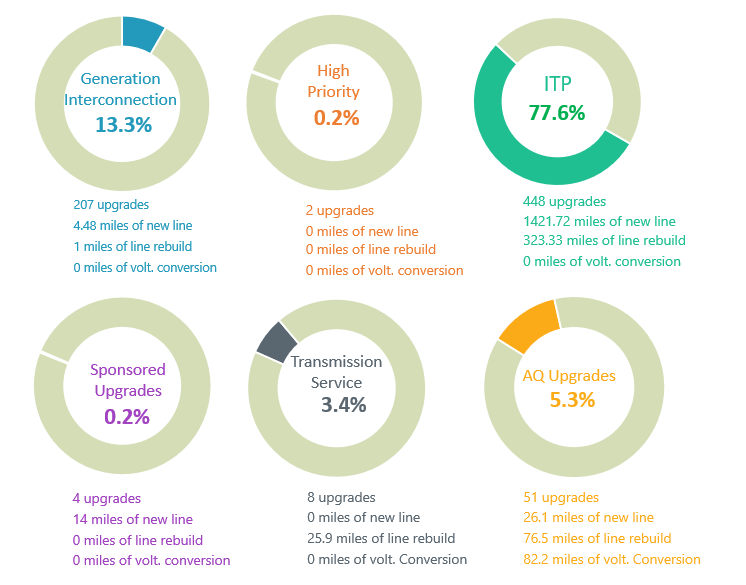 Generation
Interconnection
13.3%
207 upgrades
4.48 miles of new line
1 miles of line rebuild
0 miles of volt. conversion
High
Priority
0.2%
2 upgrades
0 miles of new line
0 miles of line rebuild
0 miles of volt. conversion
ITP
77.6%
448 upgrades
1421.72 miles of new line
323.33 miles of line rebuild
0 miles of volt. conversion
Sponsored
Upgrades
0.2%
4 upgrades
14 miles of new line
0 miles of line rebuild
0 miles of volt. conversion
Transmission
Service
3.4%
8 upgrades
0 miles of new line
25.9 miles of line rebuild
0 miles of volt. Conversion
AQ Upgrades
5.3%
51 upgrades
26.1 miles of new line
76.5 miles of line rebuild
82.2 miles of volt. Conversion